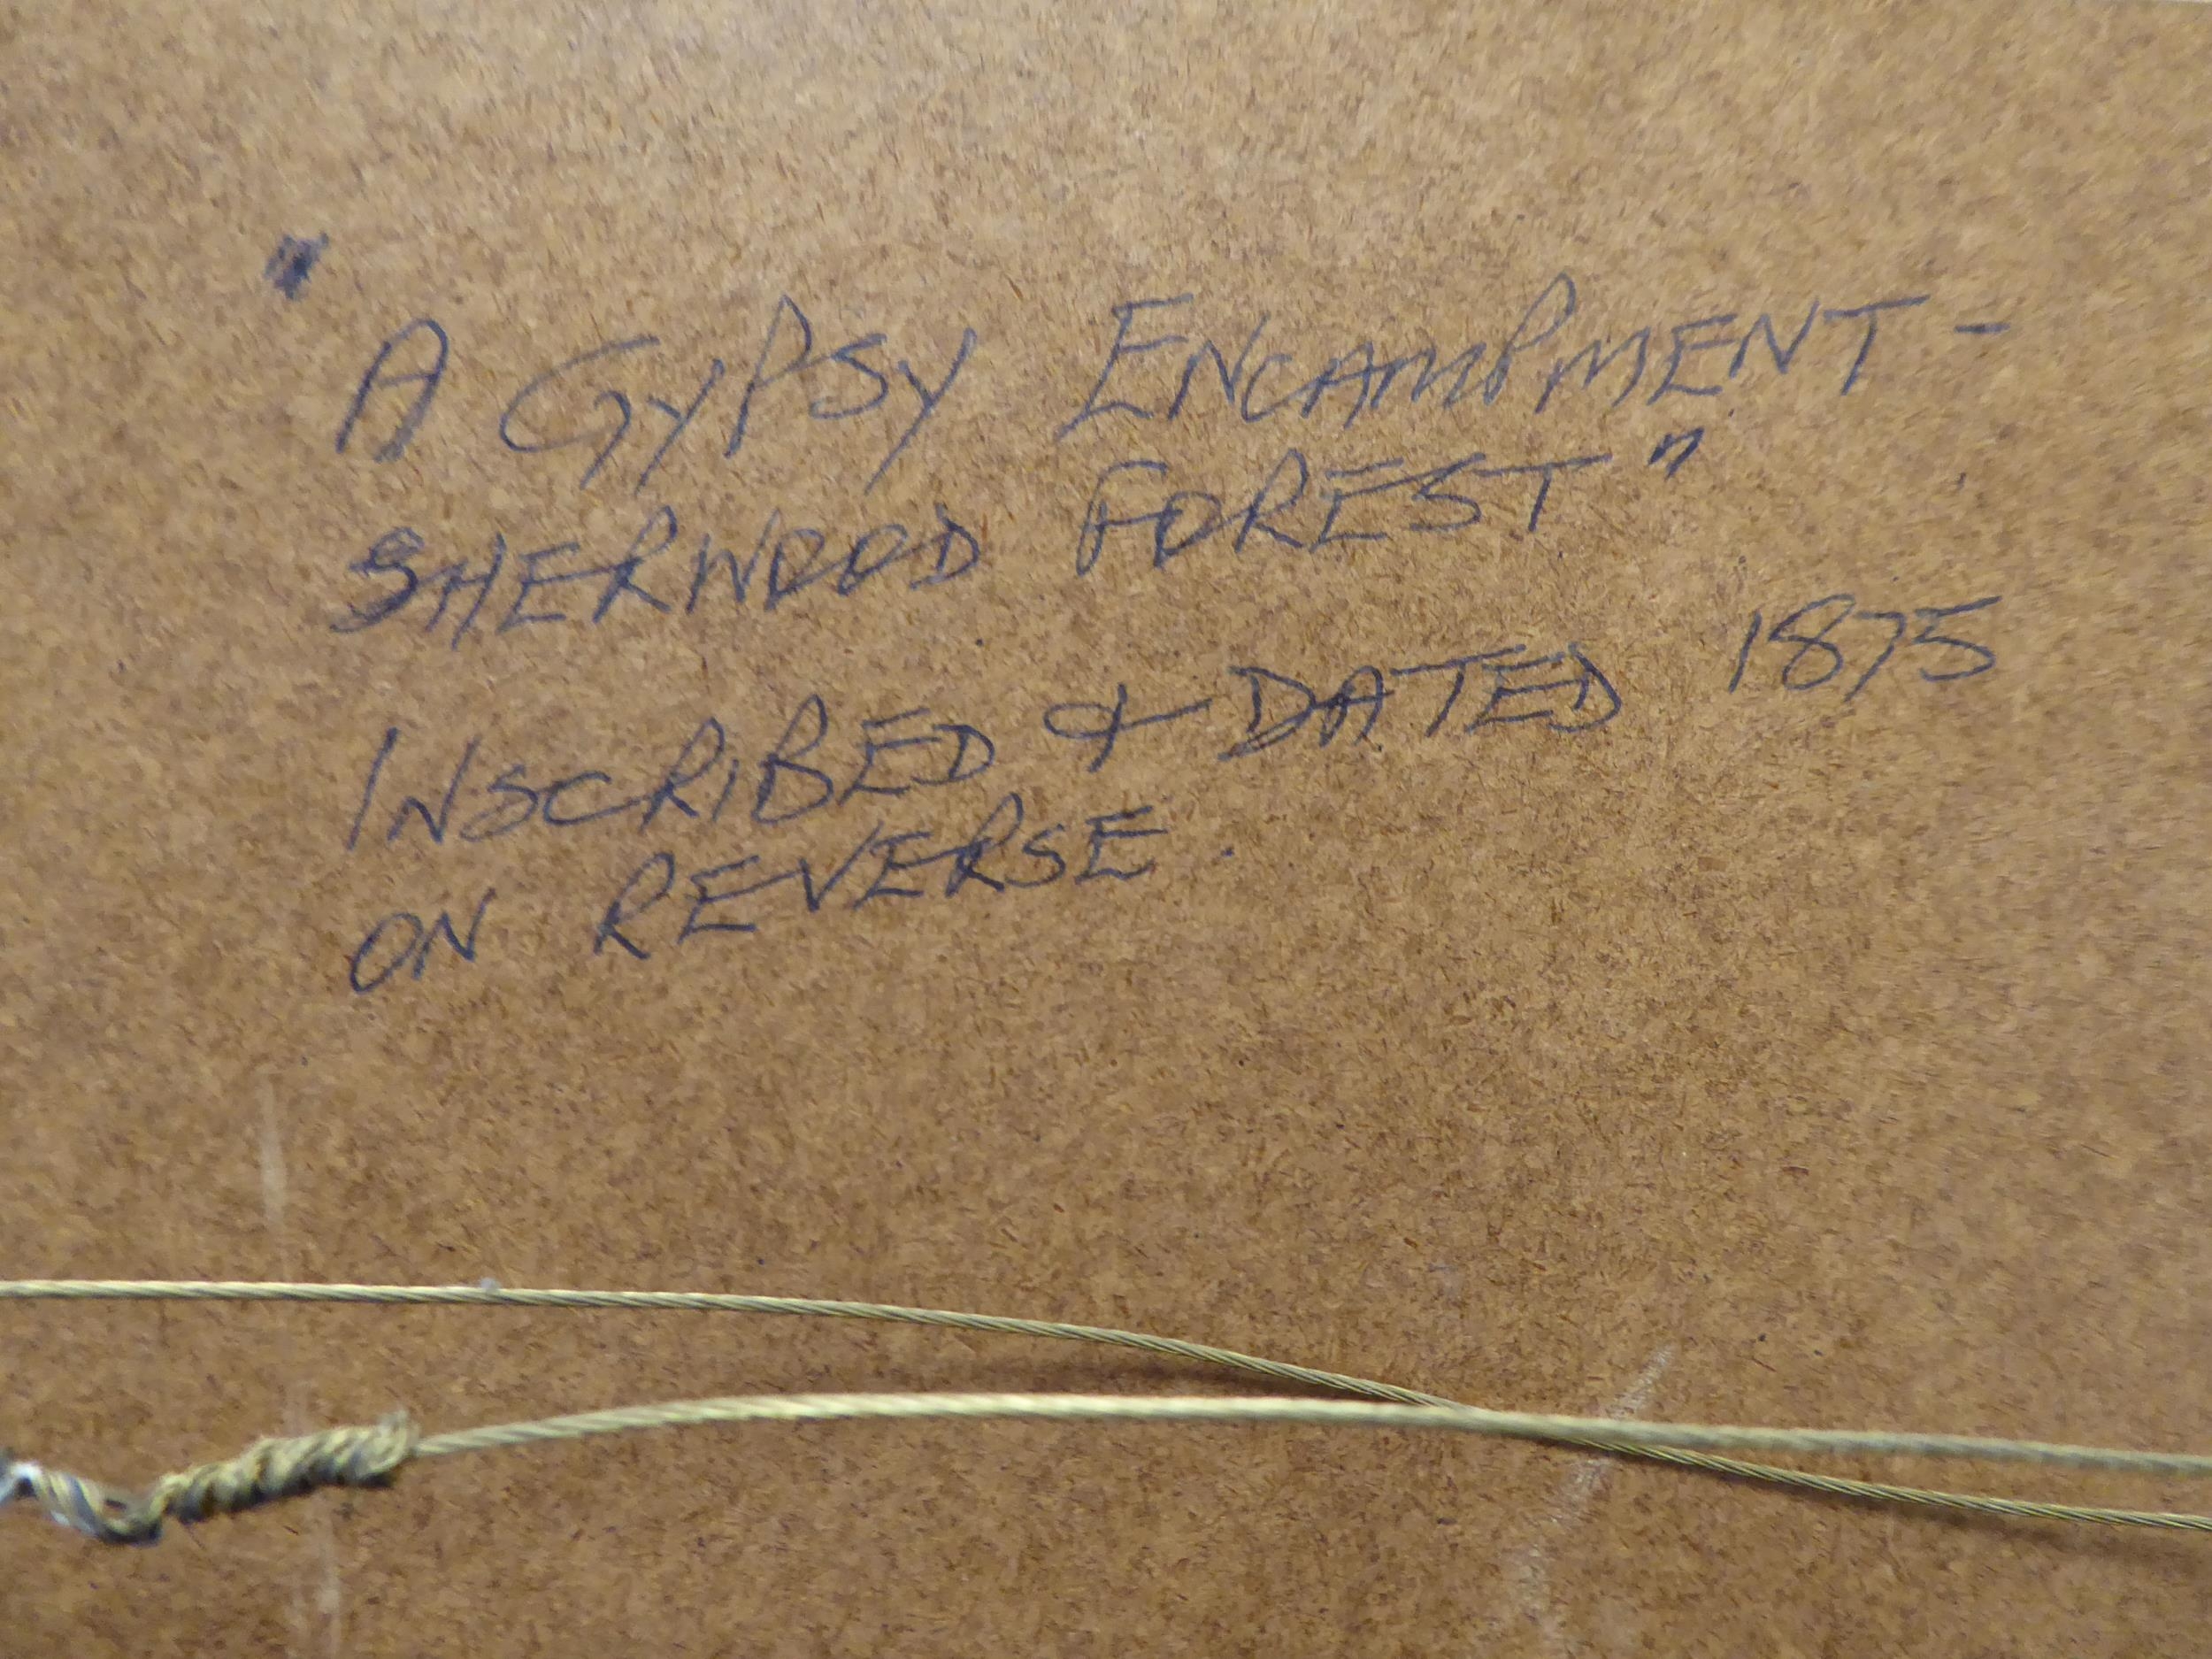 "A GYPSY ENCAMPMENT -
SHERWOOD FOREST"
INSCRIBED & DATED 1875
ON REVERSE.